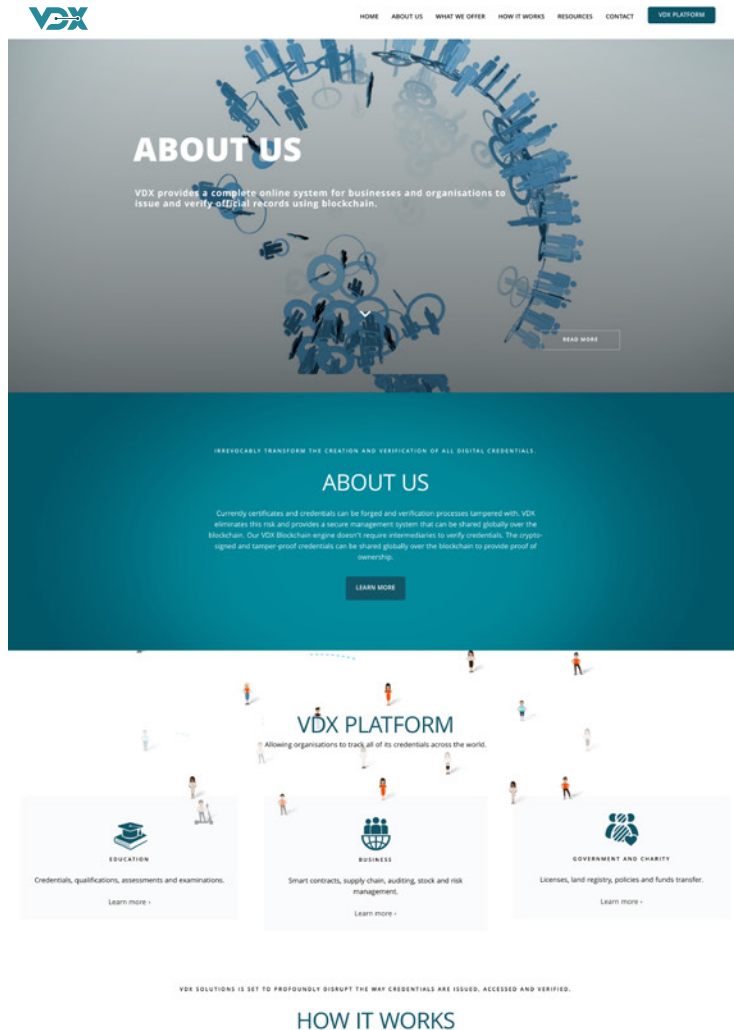 VDX
HOME ABOUT US WHAT WE OFFER HOW IT WORKS RESOURCES CONTACT VDX PLATFORM
ABOUT US
VDX provides a complete online system for businesses and organisations to
issue and verify official records using blockchain.
READ MORE
IRREVOCABLY TRANSFORM THE CREATION AND VERIFICATION OF ALL DIGITAL CREDENTIALS.
ABOUT US
Currently certificates and credentials can be forged and verification processes tampered with. VDX
eliminates this risk and provides a secure management system that can be shared globally over the
blockchain. Our VDX Blockchain engine doesn't require intermediaries to verify credentials. The crypto-
signed and tamper-proof credentials can be shared globally over the blockchain to provide proof of
ownership.
LEARN MORE
VDX PLATFORM
Allowing organisations to track all of its credentials across the world.
EDUCATION
Credentials, qualifications, assessments and examinations.
Learn more ›
BUSINESS
Smart contracts, supply chain, auditing, stock and risk
management.
Learn more ›
GOVERNMENT AND CHARITY
Licenses, land registry, policies and funds transfer.
Learn more ›
VDX SOLUTIONS IS SET TO PROFOUNDLY DISRUPT THE WAY CREDENTIALS ARE ISSUED, ACCESSED AND VERIFIED.
HOW IT WORKS